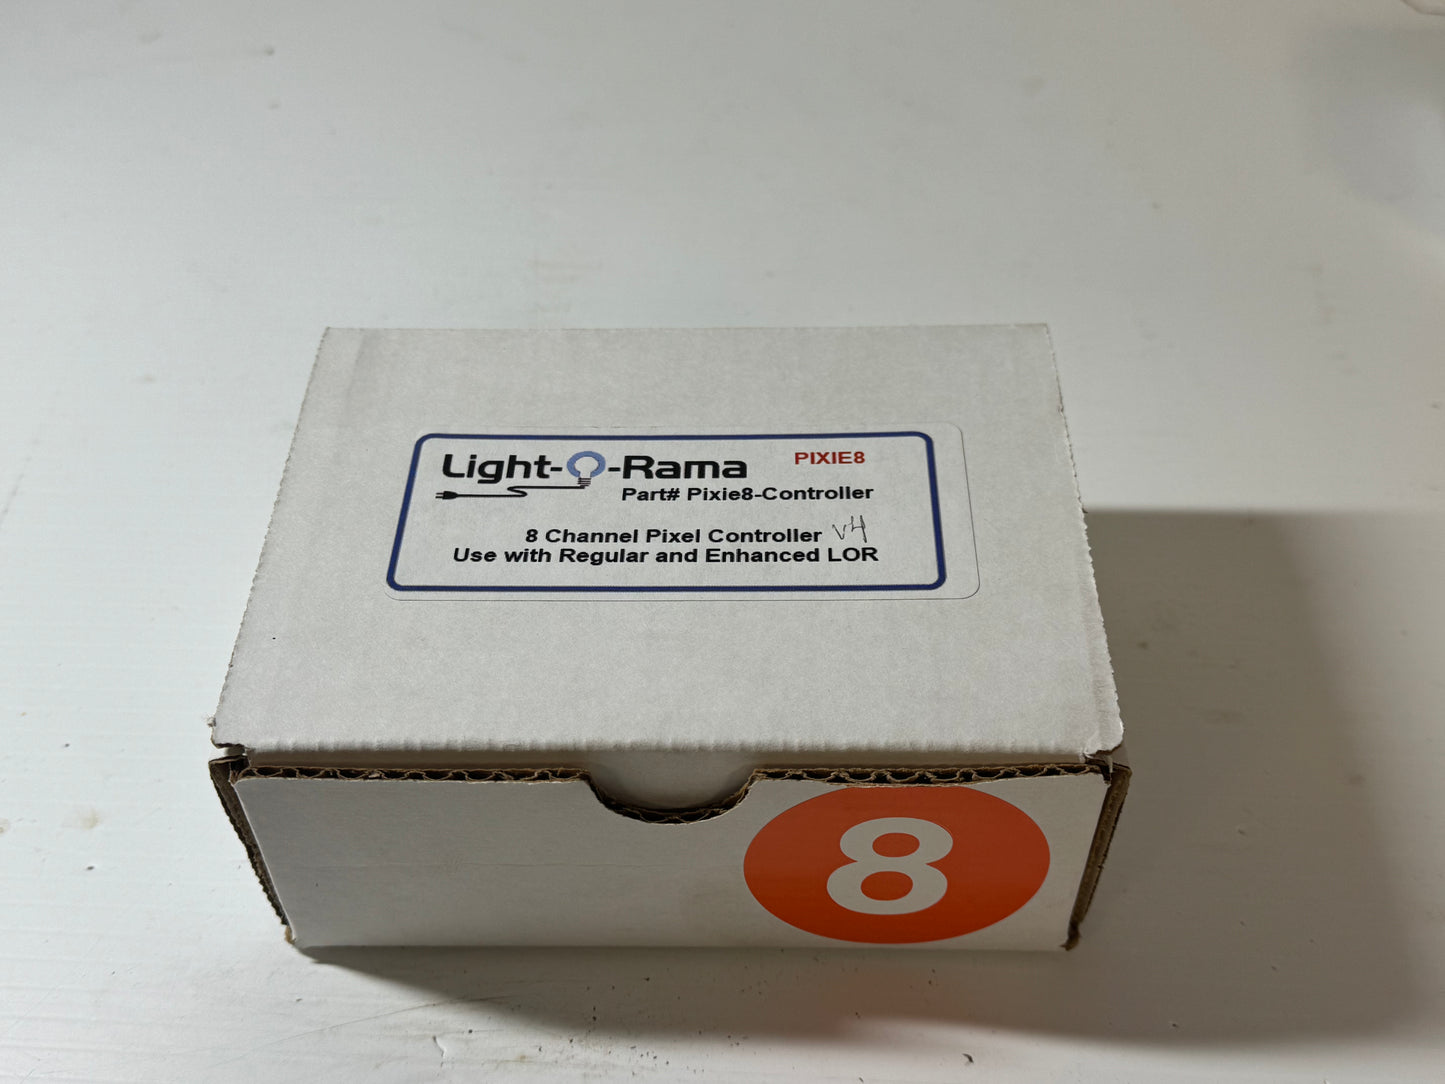 Light-O-Rama PIXIE8
Part# Pixie8-Controller
8 Channel Pixel Controller v4
Use with Regular and Enhanced LOR
8